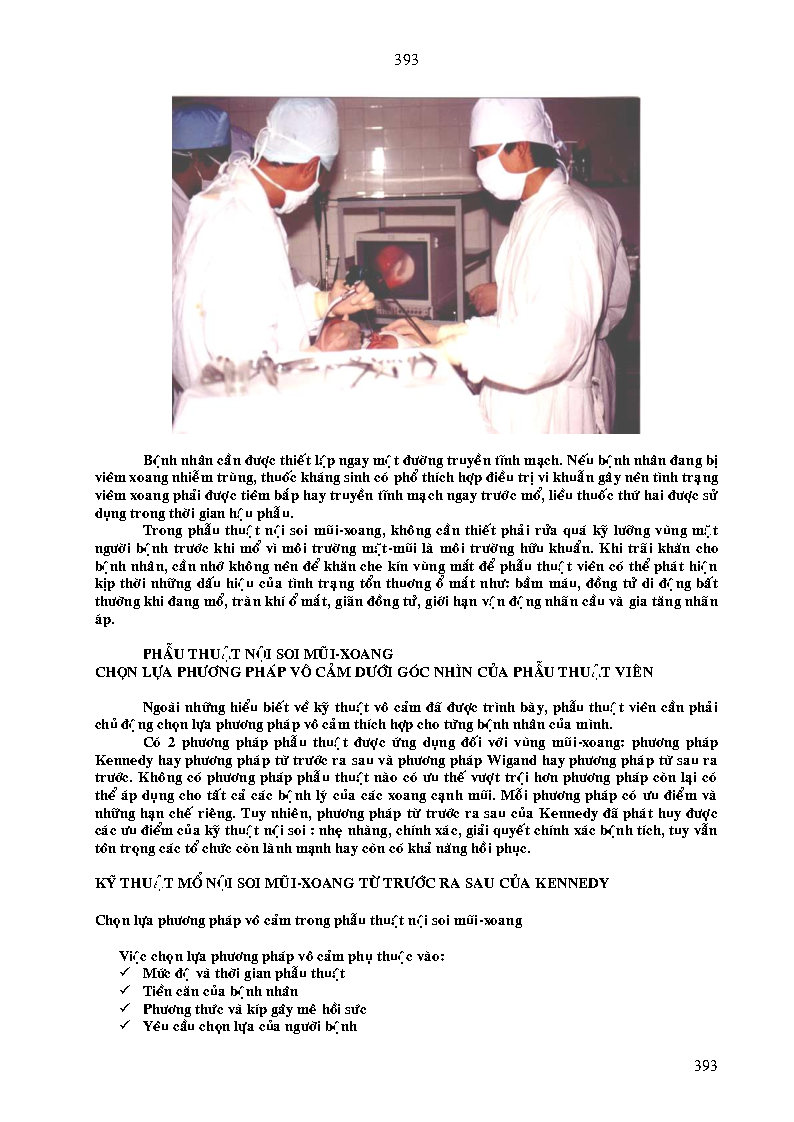 393
Bệnh nhân cần được thiết lập ngay một đường truyền tĩnh mạch. Nếu bệnh nhân đang bị
viêm xoang nhiễm trùng, thuốc kháng sinh có phổ thích hợp điều trị vi khuẩn gây nên tình trạng
viêm xoang phải được tiêm bắp hay truyền tĩnh mạch ngay trước mổ, liều thuốc thứ hai được sử
dụng trong thời gian hậu phẫu.
Trong phẫu thuật nội soi mũi-xoang, không cần thiết phải rửa quá kỹ lưỡng vùng mặt
người bệnh trước khi mổ vì môi trường mặt-mũi là môi trường hữu khuẩn. Khi trãi khăn cho
bệnh nhân, cần nhớ không nên để khăn che kín vùng mắt để phẫu thuật viên có thể phát hiện
kịp thời những dấu hiệu của tình trạng tổn thuơng ổ mắt như: bầm máu, đồng tử di động bất
thường khi đang mổ, tràn khí ổ mắt, giãn đồng tử, giới hạn vận động nhãn cầu và gia tăng nhãn
áp.
PHẪU THUẬT NỘI SOI MŨI-XOANG
CHỌN LỰA PHƯƠNG PHÁP VÔ CẢM DƯỚI GÓC NHÌN CỦA PHẪU THUẬT VIÊN
Ngoài những hiểu biết về kỹ thuật vô cảm đã được trình bày, phẫu thuật viên cần phải
chủ động chọn lựa phương pháp vô cảm thích hợp cho từng bệnh nhân của mình.
Có 2 phương pháp phẫu thuật được ứng dụng đối với vùng mũi-xoang: phương pháp
Kennedy hay phương pháp từ trước ra sau và phương pháp Wigand hay phương pháp từ sau ra
trước. Không có phương pháp phẫu thuật nào có ưu thế vượt trội hơn phương pháp còn lại có
thể áp dụng cho tất cả các bệnh lý của các xoang cạnh mũi. Mỗi phương pháp có ưu điểm và
những hạn chế riêng. Tuy nhiên, phương pháp từ trước ra sau của Kennedy đã phát huy được
các ưu điểm của kỹ thuật nội soi : nhẹ nhàng, chính xác, giải quyết chính xác bệnh tích, tuy vẫn
tôn trọng các tổ chức còn lành mạnh hay còn có khả năng hồi phục.
KỸ THUẬT MỔ NỘI SOI MŨI-XOANG TỪ TRƯỚC RA SAU CỦA KENNEDY
Chọn lựa phương pháp vô cảm trong phẫu thuật nội soi mũi-xoang
Việc chọn lựa phương pháp vô cảm phụ thuộc vào:
✓ Mức độ và thời gian phẫu thuật
✓ Tiền căn của bệnh nhân
✓ Phương thức và kíp gây mê hồi sức
✓ Yêu cầu chọn lựa của người bệnh
393